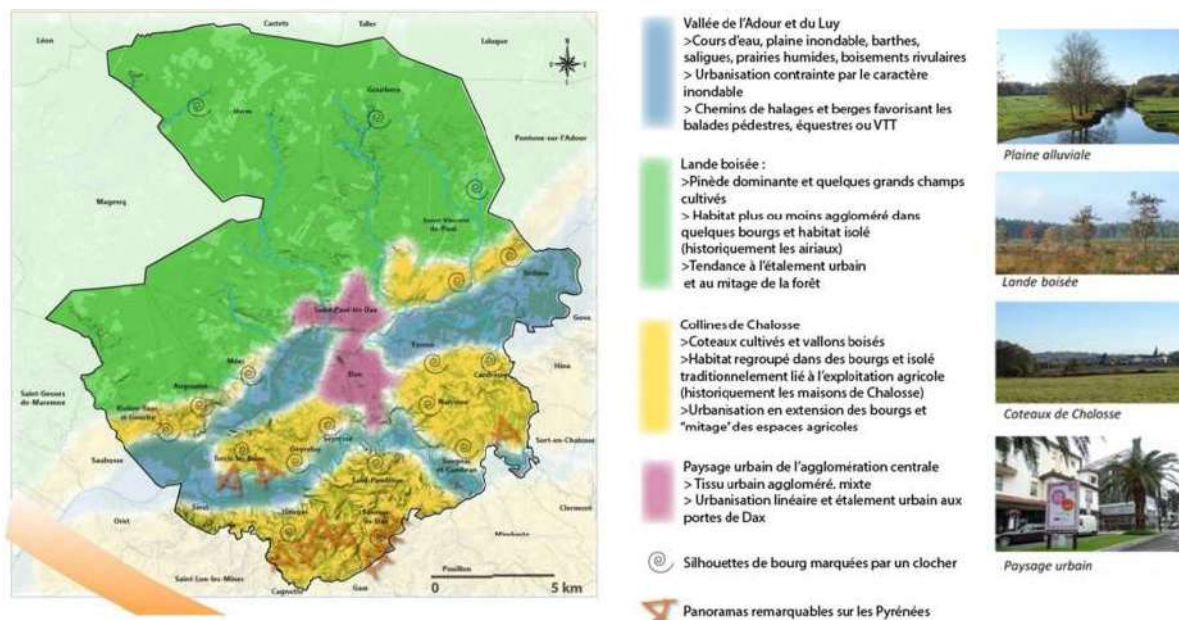 Castets
Taller
Léon
Laluque
Gourbera
Herm
Pontonx-sur-l'Adour
Magescq
Saint-Vincent
de-Paul
Téthieu
Saint-Paul-lès-Dax
Goos
Dax
Yzosse
Hinx
Mées
Candresse
Angoumé
Saint-Geours
de-Maremne
Rivière-Saas
et-Gourby
Narrosse
Seyresse
Sort-en-Chalosse
Saubusse
Oeyreluy
Tercis-les-Bains
Saint-Pandelon
Siest
Clermont
Orist
Mimbaste
Saint-Lon-les-Mines
Pouillon
Cagnotte
Gaas
0 5 km
Vallée de l'Adour et du Luy
>Cours d'eau, plaine inondable, barthes,
saligues, prairies humides, boisements rivulaires
> Urbanisation contrainte par le caractère
inondable
> Chemins de halages et berges favorisant les
balades pédestres, équestres ou VTT
Plaine alluviale
Lande boisée :
>Pinède dominante et quelques grands champs
cultivés
> Habitat plus ou moins aggloméré dans
quelques bourgs et habitat isolé
(historiquement les airiaux)
>Tendance à l'étalement urbain
et au mitage de la forêt
Lande boisée
Collines de Chalosse
>Coteaux cultivés et vallons boisés
>Habitat regroupé dans des bourgs et isolé
traditionnelement lié à l'exploitation agricole
(historiquement les maisons de Chalosse)
>Urbanisation en extension des bourgs et
"mitage" des espaces agricoles
Coteaux de Chalosse
Paysage urbain de l'agglomération centrale
> Tissu urbain aggloméré, mixte
> Urbanisation linéaire et étalement urbain aux
portes de Dax
Paysage urbain
Silhouettes de bourg marquées par un clocher
Panoramas remarquables sur les Pyrénées